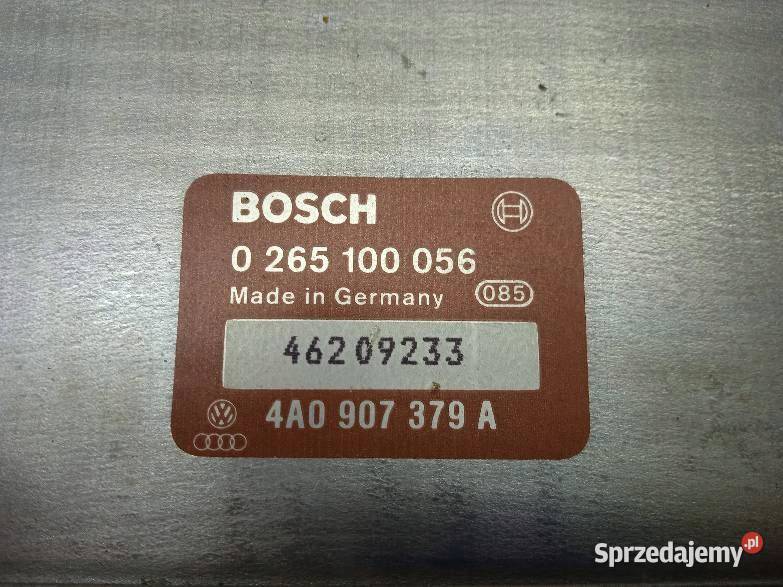 BOSCH
0 265 100 056
Made in Germany 085
46209233
4A0 907 379 A
Sprzedajemy.pl